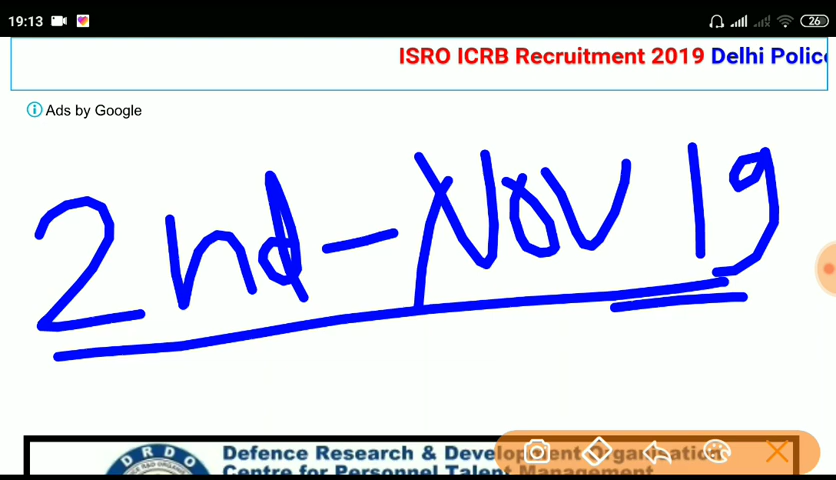 19:13 26
ISRO ICRB Recruitment 2019 Delhi Police
Ads by Google
2nd-Nov 19
DRDO
Defence Research & Development Organisation
Centre for Personnel Talent Management